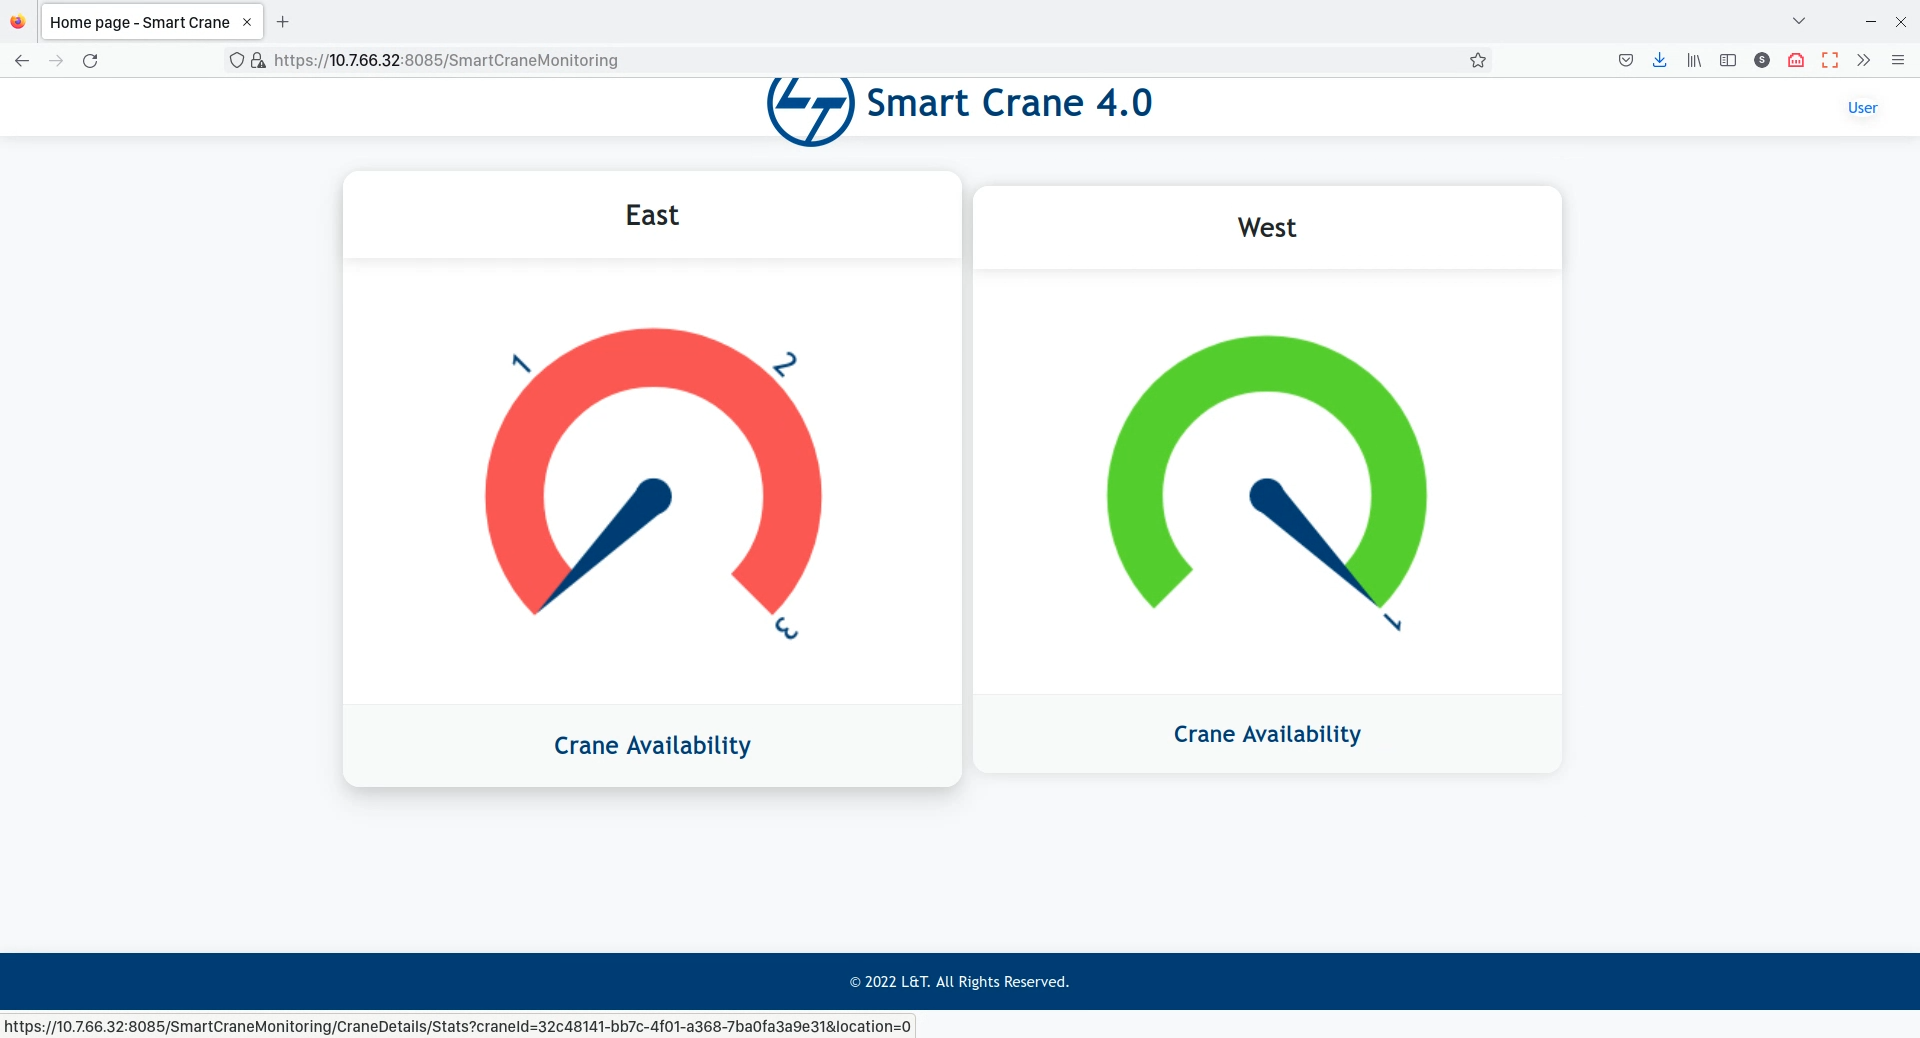 Home page - Smart Crane
https://10.7.66.32:8085/SmartCraneMonitoring
S
LT Smart Crane 4.0
User
East
West
1
2
3
1
Crane Availability
Crane Availability
© 2022 L&T. All Rights Reserved.
https://10.7.66.32:8085/SmartCraneMonitoring/CraneDetails/Stats?craneId=32c48141-bb7c-4f01-a368-7ba0fa3a9e31&location=0